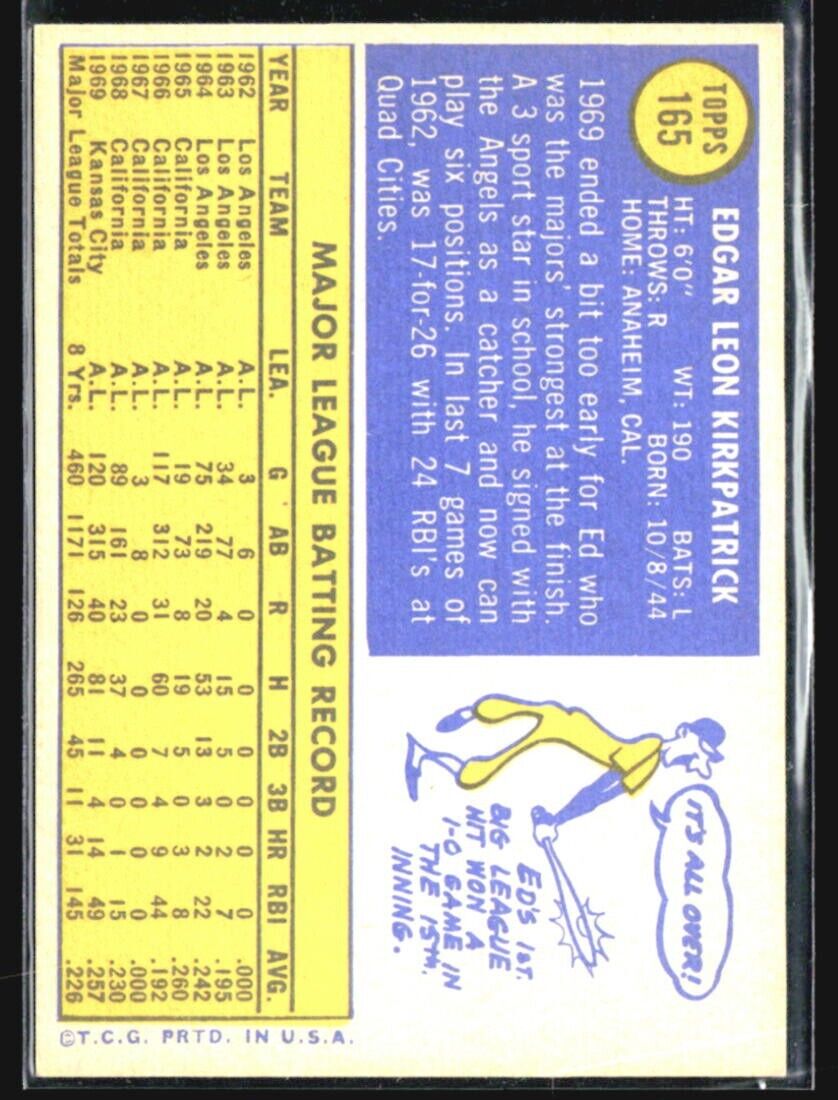 TOPPS
165
EDGAR LEON KIRKPATRICK
HT: 6'0" WT: 190 BATS: L
THROWS: R BORN: 10/8/44
HOME: ANAHEIM, CAL.
1969 ended a bit too early for Ed who
was the majors' strongest at the finish.
A 3 sport star in school, he signed with
the Angels as a catcher and now can
play six positions. In last 7 games of
1962, was 17-for-26 with 24 RBI's at
Quad Cities.
IT'S ALL OVER!
ED'S 1ST.
BIG LEAGUE
HIT WON A
1-0 GAME IN
THE 15TH.
INNING.
MAJOR LEAGUE BATTING RECORD
YEAR TEAM LEA. G AB R H 2B 3B HR RBI AVG.
1962 Los Angeles A.L. 3 6 0 0 0 0 0 0 .000
1963 Los Angeles A.L. 34 77 4 15 5 0 2 7 .195
1964 Los Angeles A.L. 75 219 20 53 13 3 2 22 .242
1965 California A.L. 19 73 8 19 5 0 3 8 .260
1966 California A.L. 117 312 31 60 7 4 9 44 .192
1967 California A.L. 3 8 0 0 0 0 0 0 .000
1968 California A.L. 89 161 23 37 4 0 1 15 .230
1969 Kansas City A.L. 120 315 40 81 11 4 14 49 .257
Major League Totals 8 Yrs. 460 1171 126 265 45 11 31 145 .226
©T.C.G. PRTD. IN U.S.A.